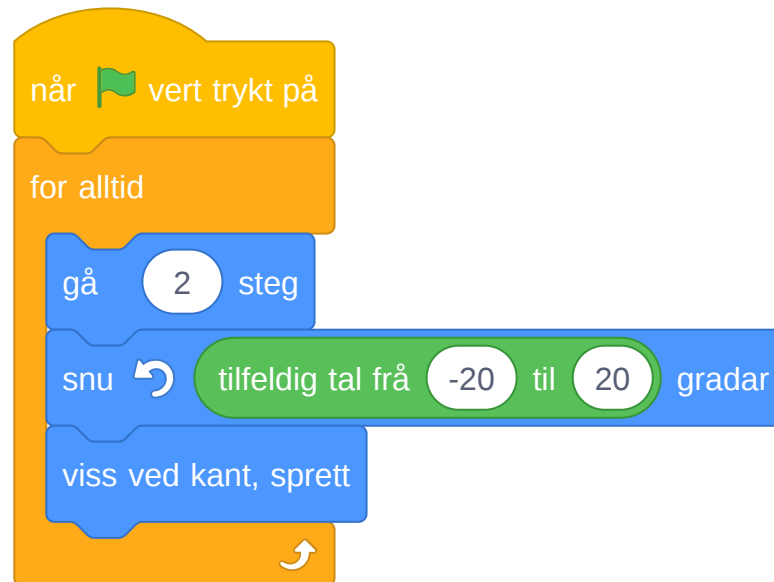 når vert trykt på
for alltid
gå 2 steg
snu tilfeldig tal frå -20 til 20 gradar
viss ved kant, sprett